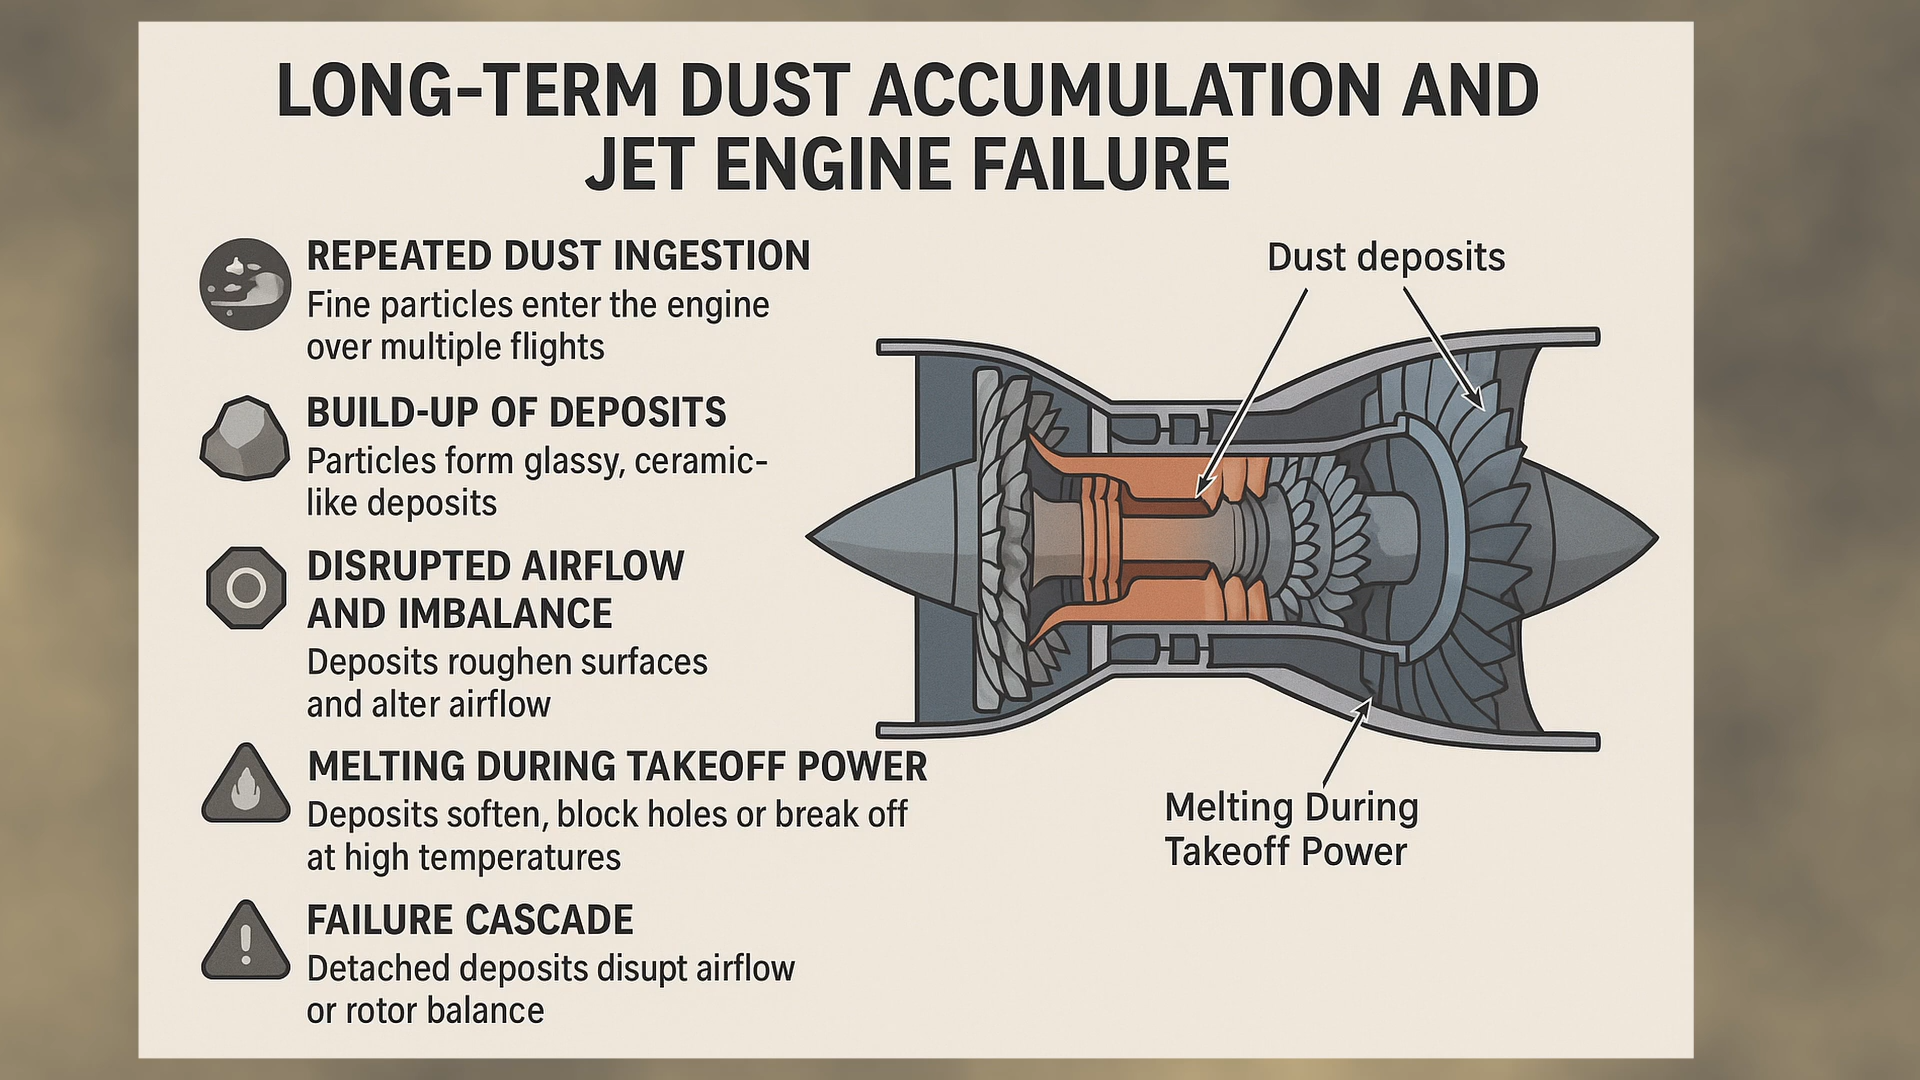 LONG-TERM DUST ACCUMULATION AND
JET ENGINE FAILURE
REPEATED DUST INGESTION
Fine particles enter the engine
over multiple flights
BUILD-UP OF DEPOSITS
Particles form glassy, ceramic-
like deposits
DISRUPTED AIRFLOW
AND IMBALANCE
Deposits roughen surfaces
and alter airflow
MELTING DURING TAKEOFF POWER
Deposits soften, block holes or break off
at high temperatures
FAILURE CASCADE
Detached deposits disupt airflow
or rotor balance
Dust deposits
Melting During
Takeoff Power